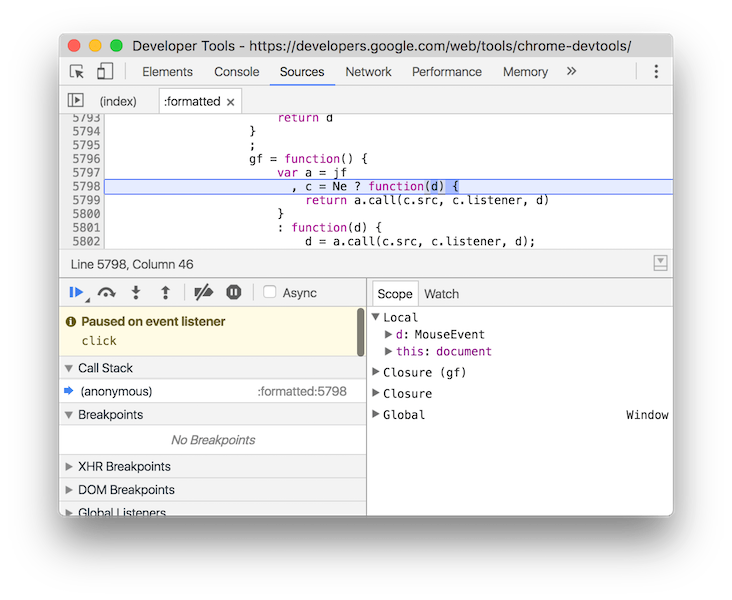 Developer Tools - https://developers.google.com/web/tools/chrome-devtools/
Elements Console Sources Network Performance Memory »
(index) :formatted ×
5793 return d
5794 }
5795 ;
5796 gf = function() {
5797 var a = jf
5798 , c = Ne ? function(d) {
5799 return a.call(c.src, c.listener, d)
5800 }
5801 : function(d) {
5802 d = a.call(c.src, c.listener, d);
Line 5798, Column 46
Async
Paused on event listener
click
Call Stack
(anonymous) :formatted:5798
Breakpoints
No Breakpoints
XHR Breakpoints
DOM Breakpoints
Global Listeners
Scope Watch
Local
d: MouseEvent
this: document
Closure (gf)
Closure
Global Window